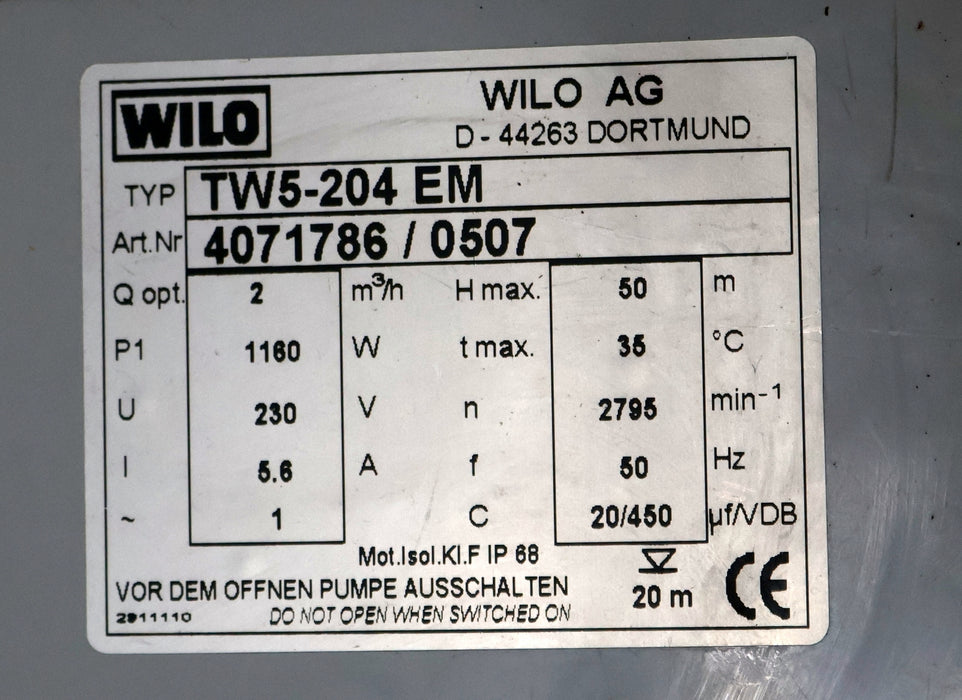 WILO
WILO AG
D - 44263 DORTMUND
TYP TW5-204 EM
Art.Nr 4071786 / 0507
Q opt. 2 m³/h H max. 50 m
P1 1160 W t max. 35 °C
U 230 V n 2795 min⁻¹
I 5.6 A f 50 Hz
~ 1 C 20/450 µf/VDB
Mot.Isol.Kl.F IP 68
VOR DEM OFFNEN PUMPE AUSSCHALTEN 20 m CE
2911110 DO NOT OPEN WHEN SWITCHED ON